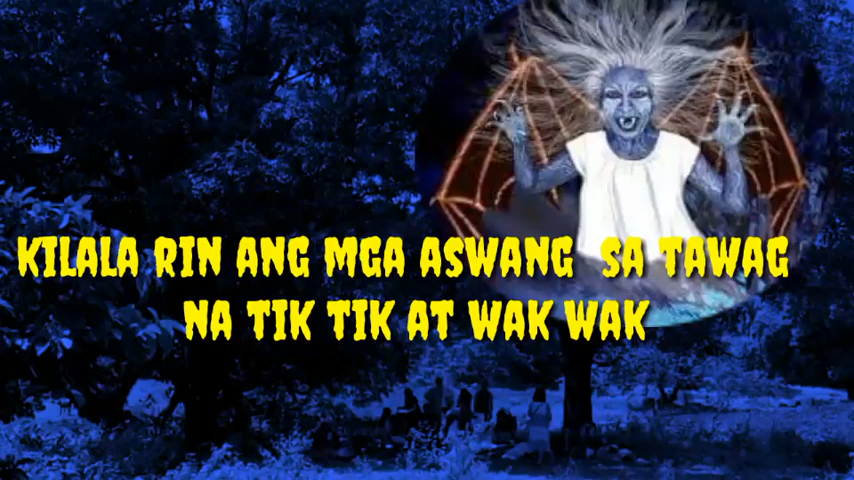 KILALA RIN ANG MGA ASWANG SA TAWAG
NA TIK TIK AT WAK WAK